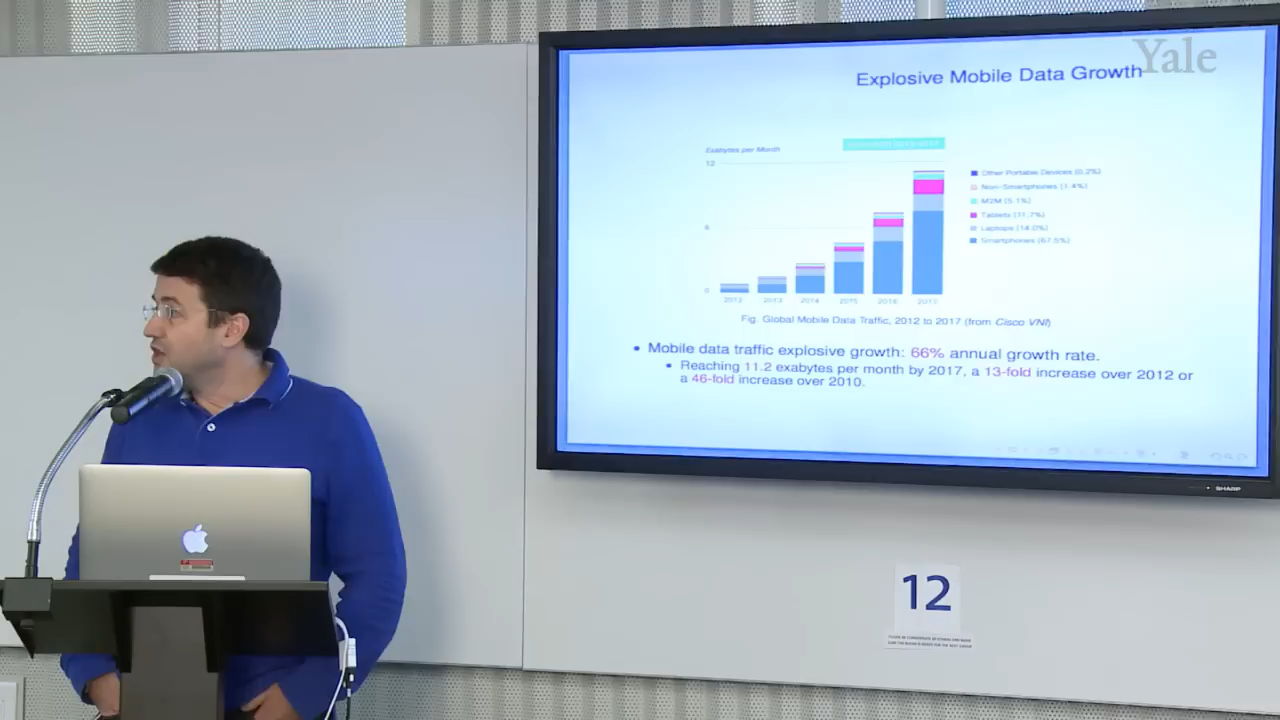 Yale
Explosive Mobile Data Growth
Exabytes per Month
12
6
0
2012 2013 2014 2015 2016 2017
Other Portable Devices (0.2%)
Non-Smartphones (1.4%)
M2M (5.1%)
Tablets (11.7%)
Laptops (14.0%)
Smartphones (67.5%)
Fig. Global Mobile Data Traffic, 2012 to 2017 (from Cisco VNI)
• Mobile data traffic explosive growth: 66% annual growth rate.
• Reaching 11.2 exabytes per month by 2017, a 13-fold increase over 2012 or
a 46-fold increase over 2010.
SHARP
12